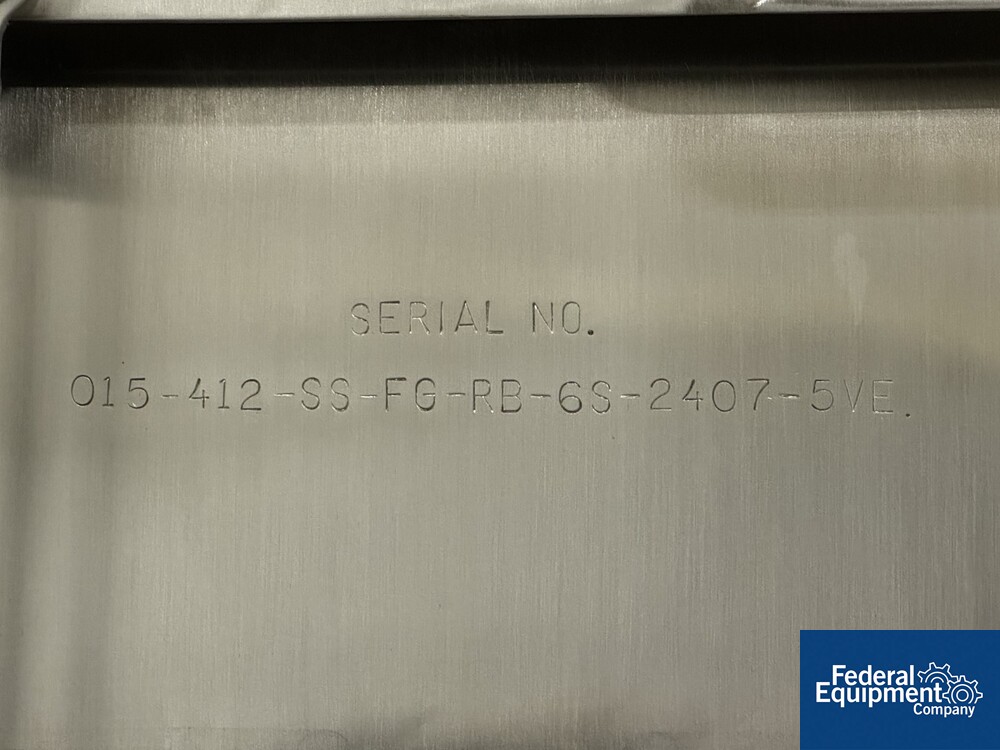 SERIAL NO.
015-412-SS-FG-RB-6S-2407-5VE.
Federal
Equipment
Company